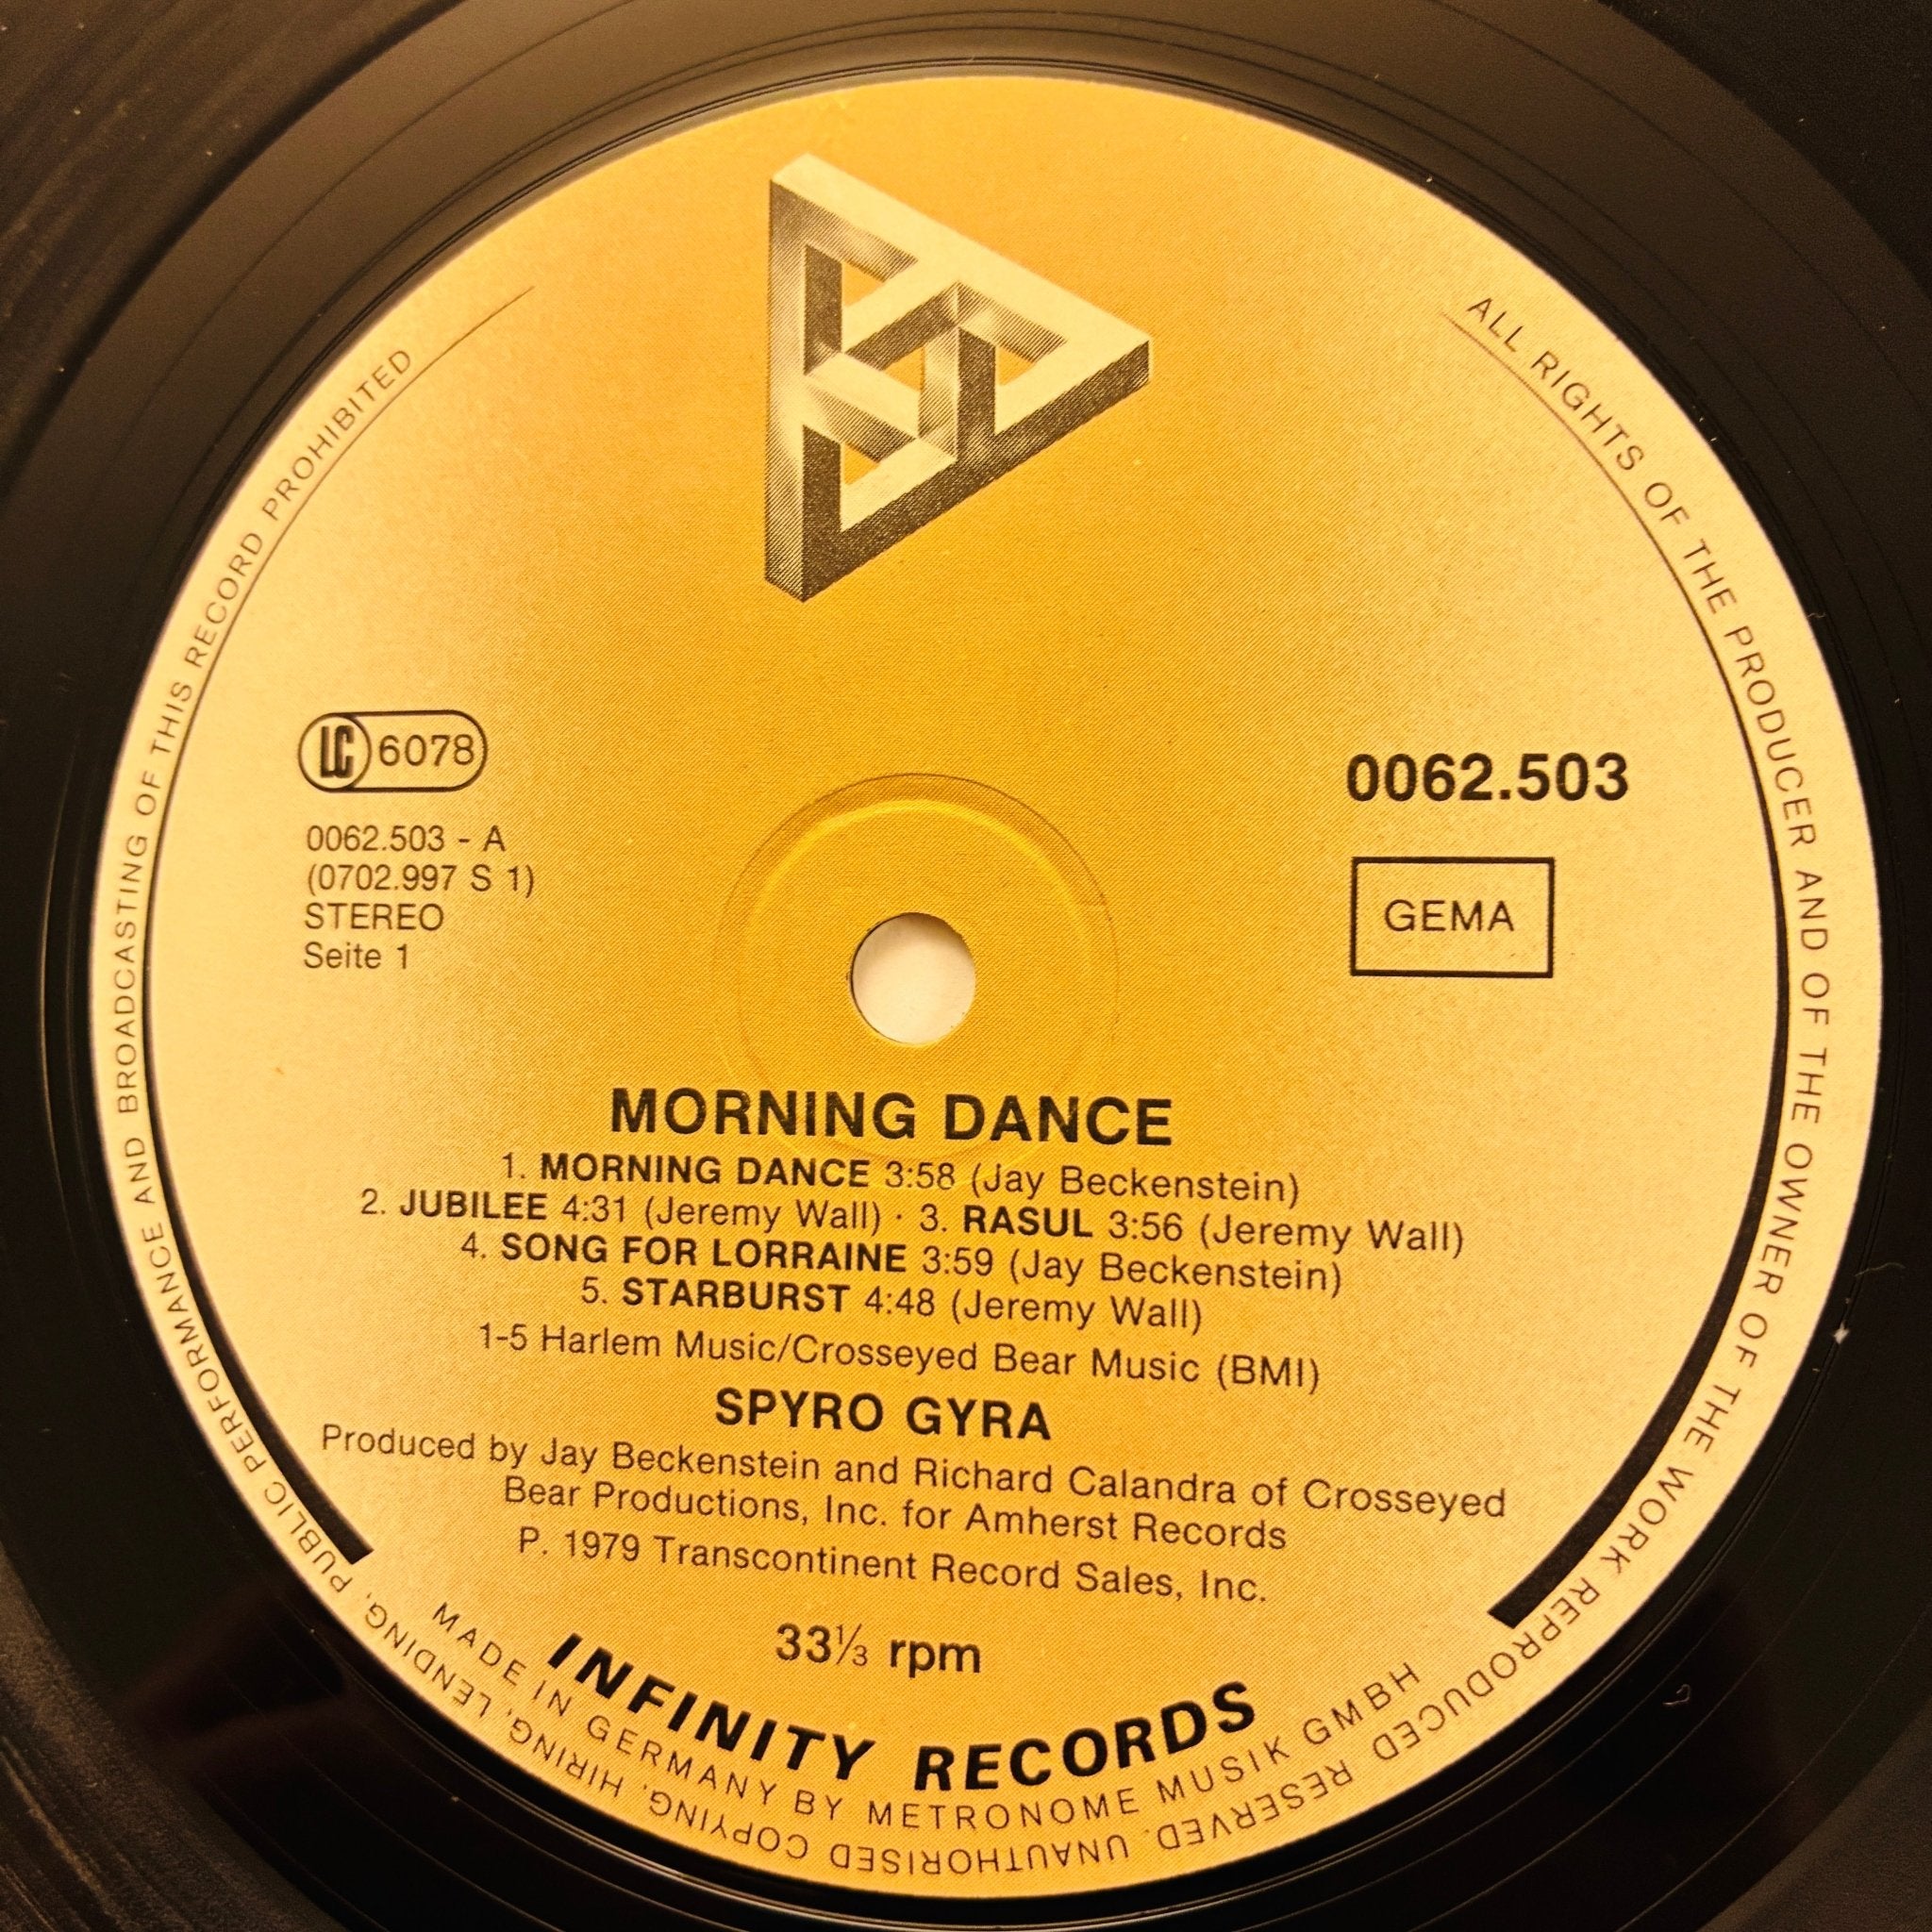 ALL RIGHTS OF THE PRODUCER AND OF THE OWNER OF THE WORK REPRODUCED RESERVED. UNAUTHORISED COPYING, HIRING, LENDING, PUBLIC PERFORMANCE AND BROADCASTING OF THIS RECORD PROHIBITED
LC 6078
0062.503 - A
(0702.997 S 1)
STEREO
Seite 1
0062.503
GEMA
MORNING DANCE
1. MORNING DANCE 3:58 (Jay Beckenstein)
2. JUBILEE 4:31 (Jeremy Wall) · 3. RASUL 3:56 (Jeremy Wall)
4. SONG FOR LORRAINE 3:59 (Jay Beckenstein)
5. STARBURST 4:48 (Jeremy Wall)
1-5 Harlem Music/Crosseyed Bear Music (BMI)
SPYRO GYRA
Produced by Jay Beckenstein and Richard Calandra of Crosseyed
Bear Productions, Inc. for Amherst Records
P. 1979 Transcontinent Record Sales, Inc.
33⅓ rpm
INFINITY RECORDS
MADE IN GERMANY BY METRONOME MUSIK GMBH